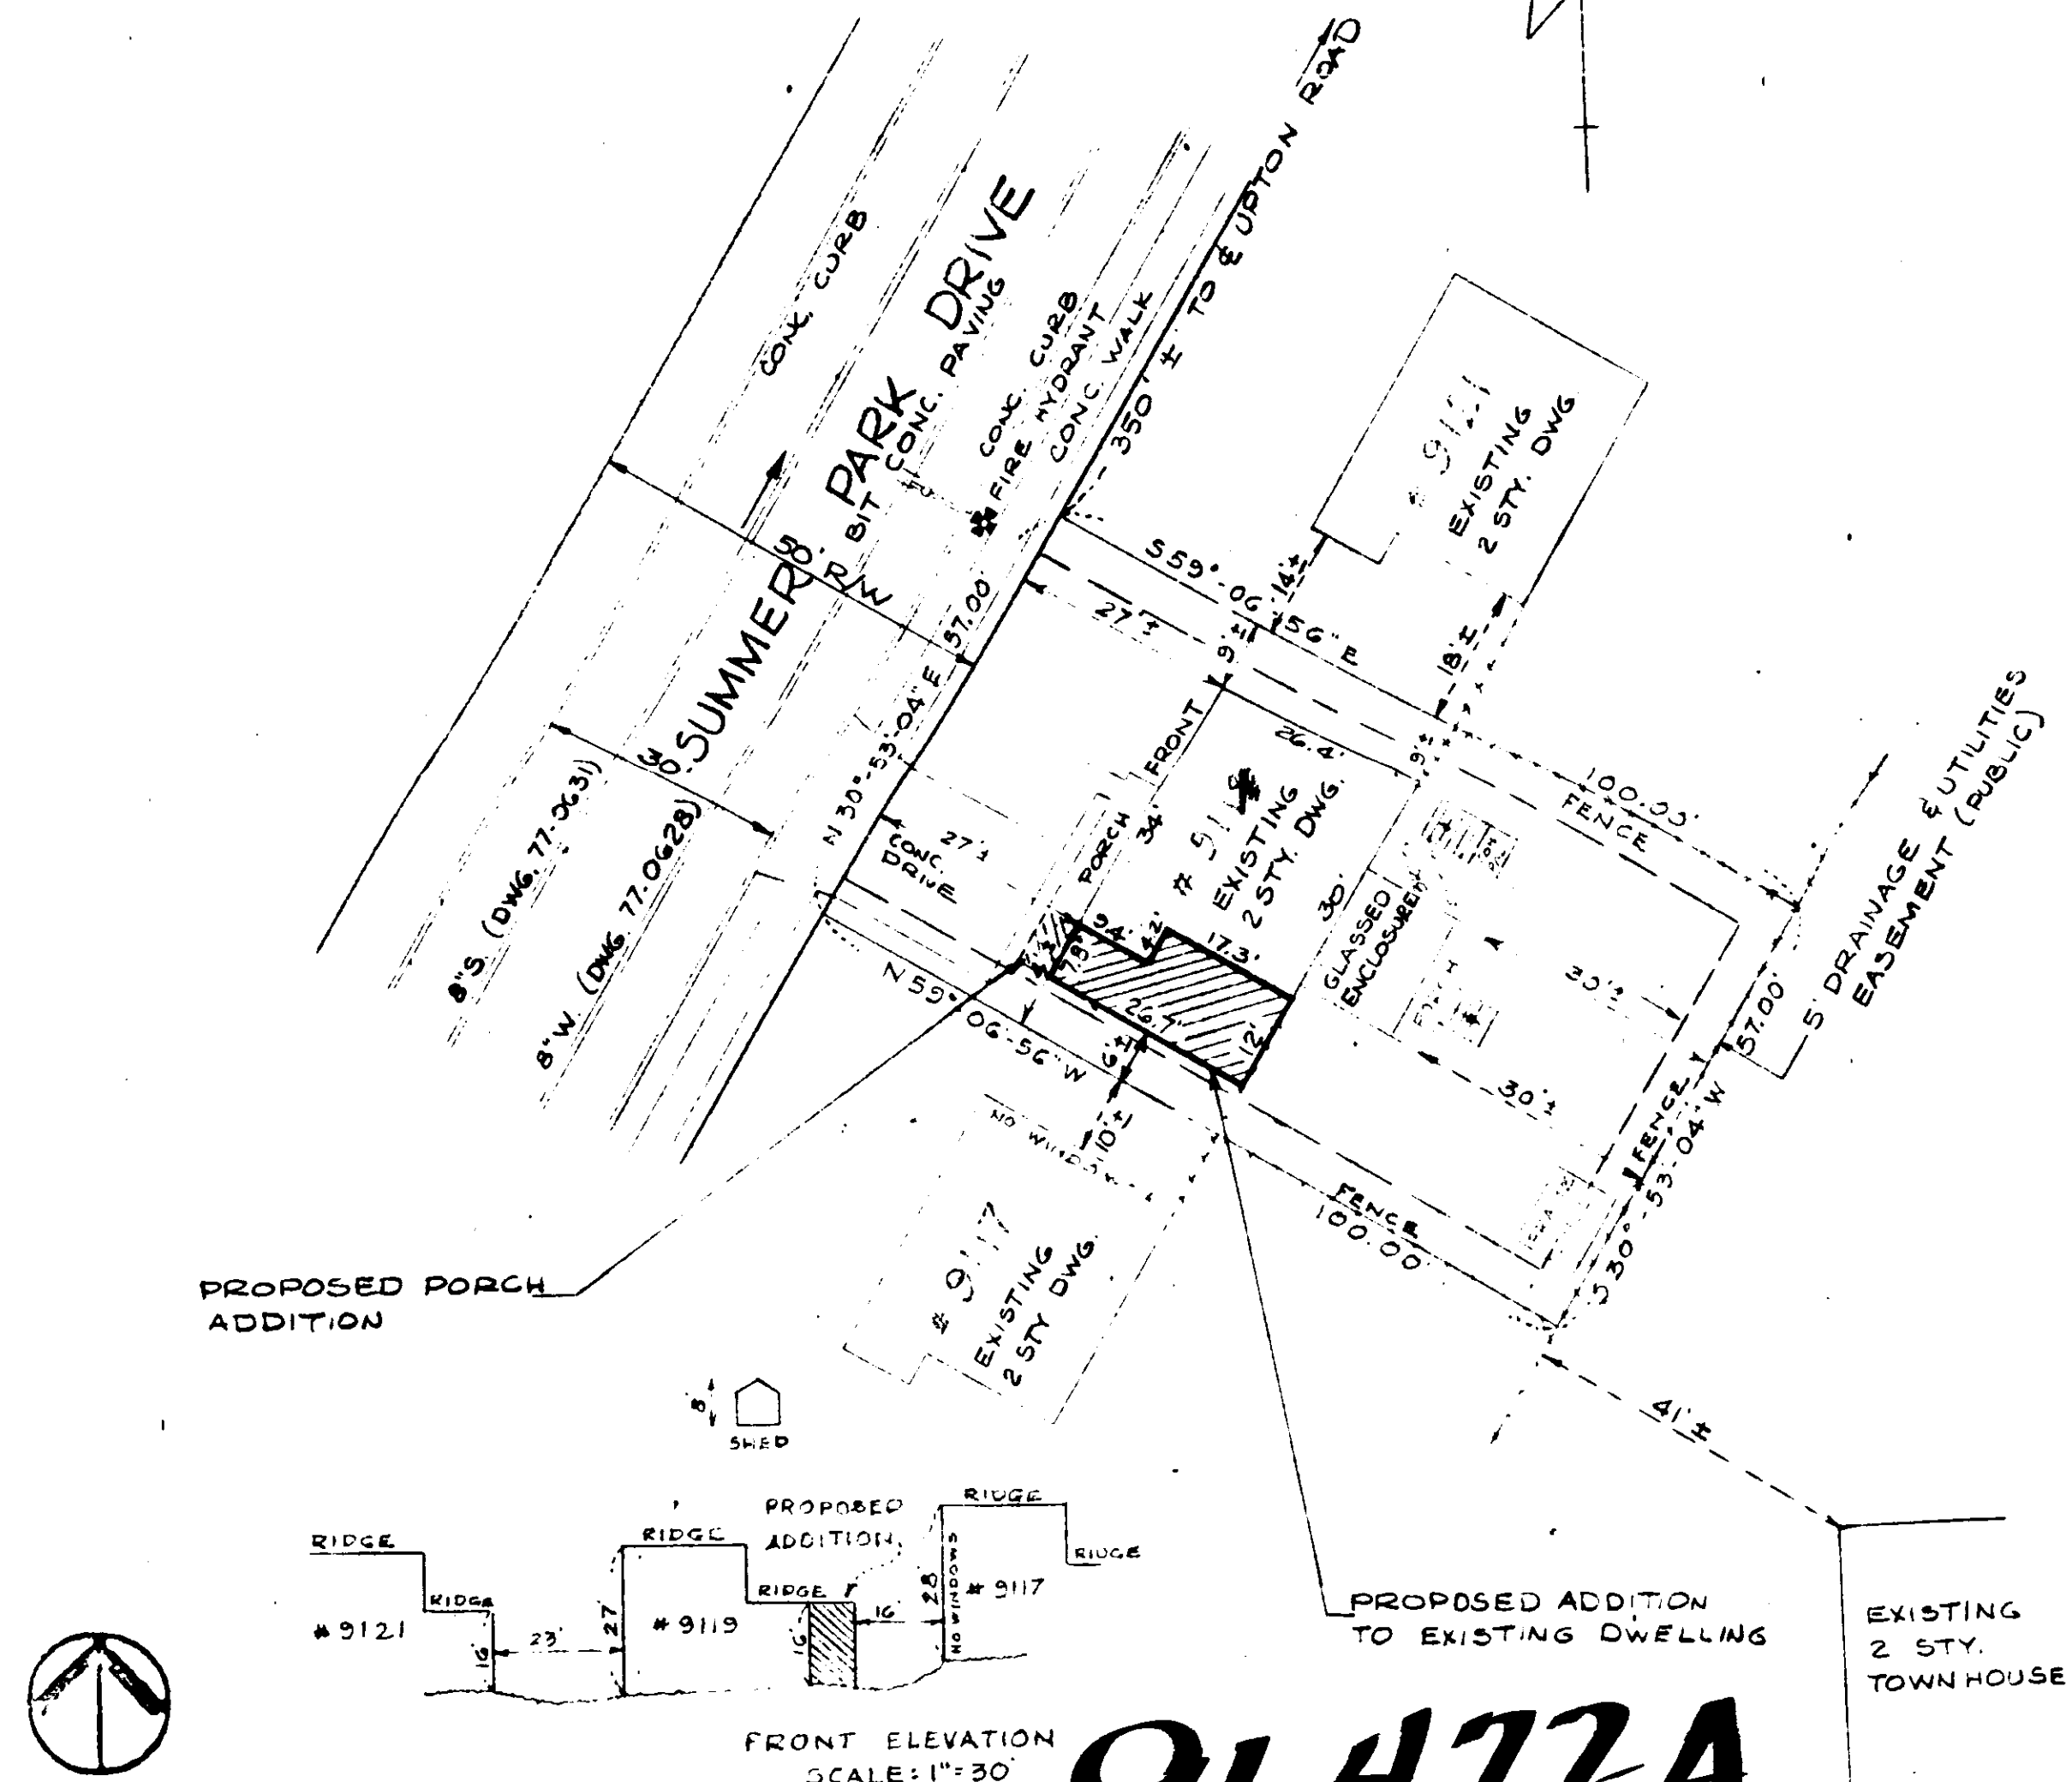 CONC. CURB
SUMMER PARK DRIVE
BIT. CONC. PAVING
CONC. CURB
FIRE HYDRANT
CONC. WALK
350' ± TO ℄ UPTON ROAD
50' R/W
30'
8"S. (DWG. 77-0631)
8"W. (DWG. 77.0628)
N 30°-53'-04" E 57.00'
S 59°-06'-56" E
100.00'
FENCE
27'±
14'±
9'±
18'±
9'±
# 9121
EXISTING
2 STY. DWG.
5' DRAINAGE & UTILITIES
EASEMENT (PUBLIC)
27'±
CONC.
DRIVE
PORCH
FRONT
34'
26.4'
EXISTING
2 STY. DWG.
30'
GLASSED
ENCLOSURE
9.4'
4.2'
17.3'
7.8'
26.7'
12'
6'±
10'±
30'±
30'±
FENCE
S 30°-53'-04" W
57.00'
N 59°-06'-56" W
FENCE
100.00'
NO WINDOW
# 9117
EXISTING
2 STY DWG.
41'±
PROPOSED PORCH
ADDITION
8'
SHED
RIDGE
RIDGE
# 9121
16'
23'
27'
RIDGE
# 9119
RIDGE
PROPOSED
ADDITION
16'
16'
28'
NO WINDOWS
RIDGE
# 9117
RIDGE
FRONT ELEVATION
SCALE: 1"=30'
PROPOSED ADDITION
TO EXISTING DWELLING
EXISTING
2 STY.
TOWNHOUSE